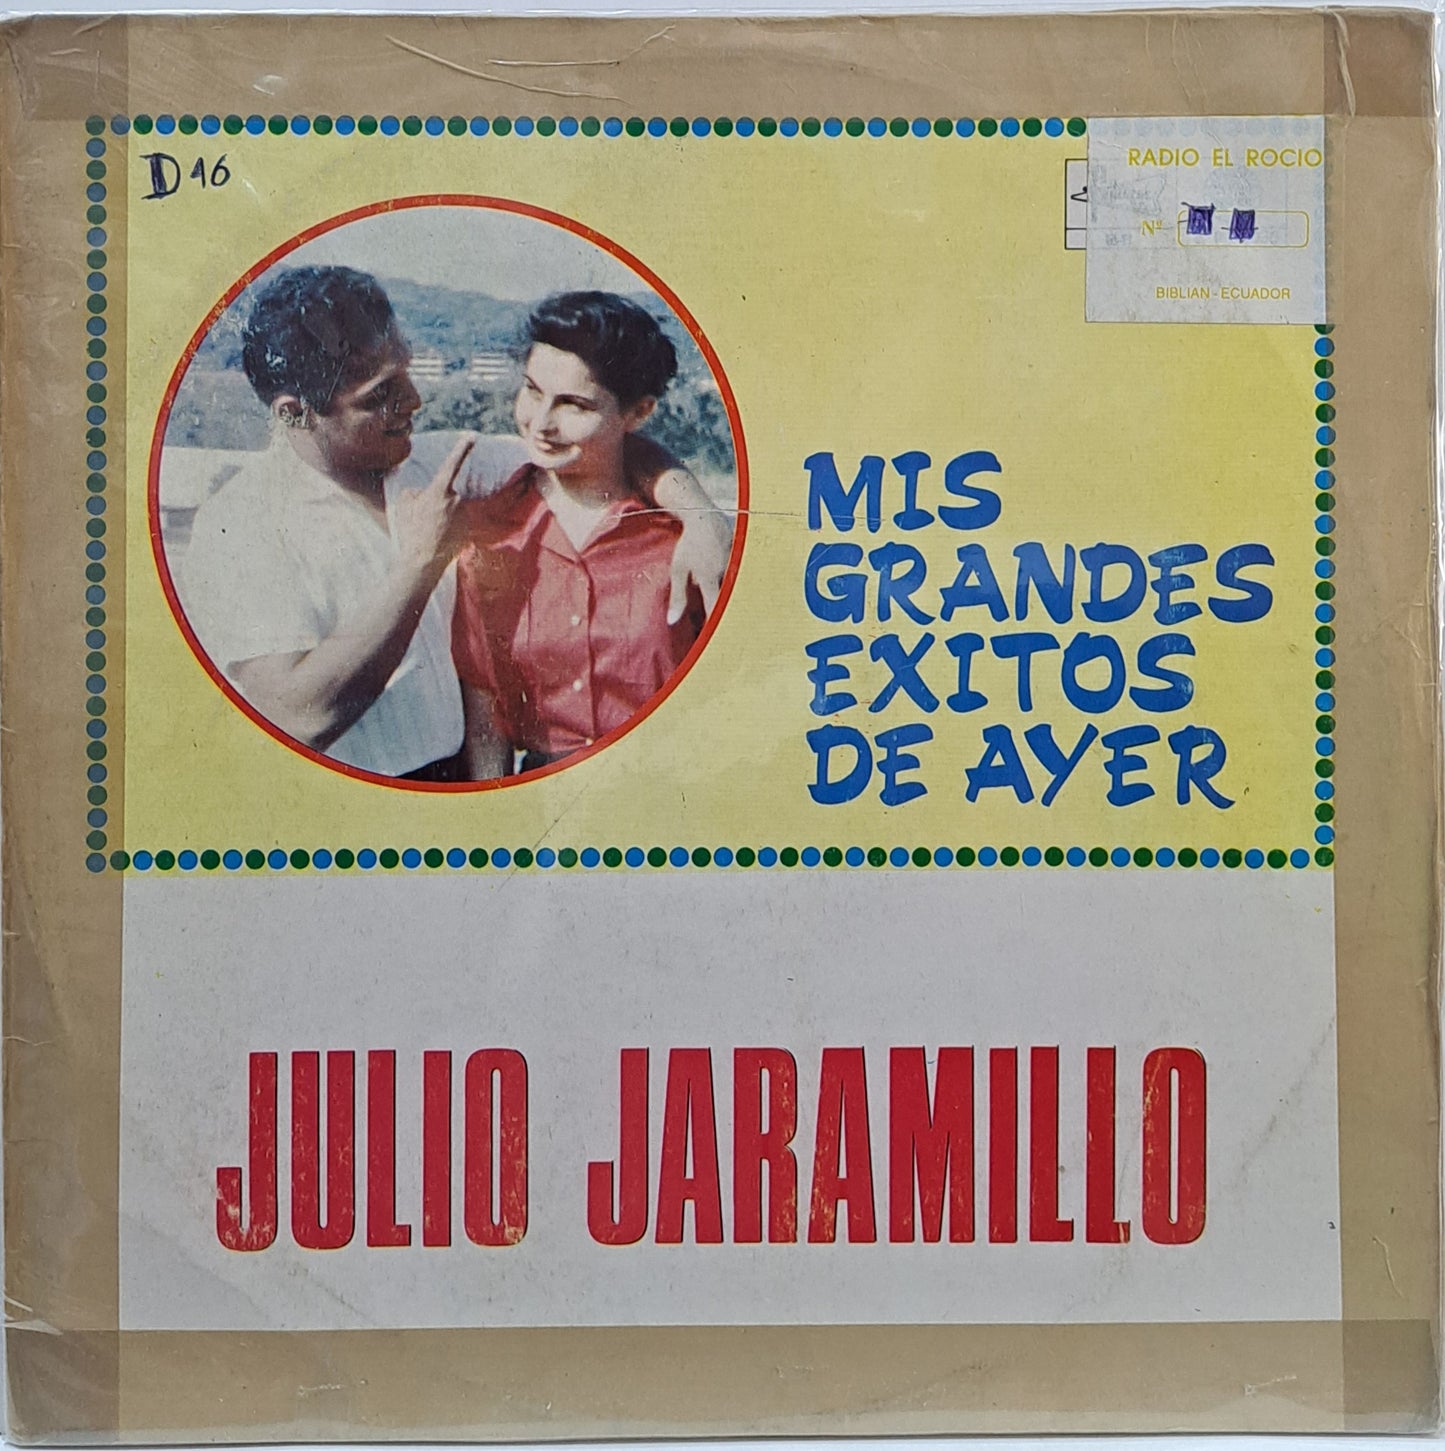 D 16
RADIO EL ROCIO
Nº
BIBLIAN - ECUADOR
MIS
GRANDES
EXITOS
DE AYER
JULIO JARAMILLO